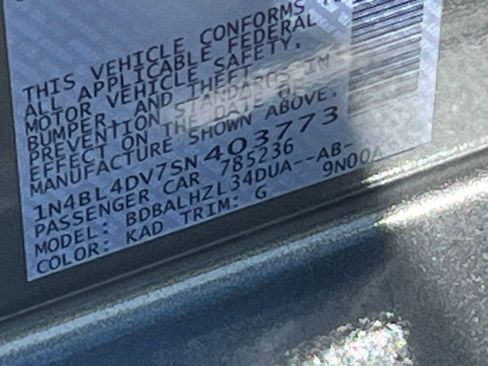 THIS VEHICLE CONFORMS TO
ALL APPLICABLE FEDERAL
MOTOR VEHICLE SAFETY,
BUMPER, AND THEFT
PREVENTION STANDARDS IN
EFFECT ON THE DATE OF
MANUFACTURE SHOWN ABOVE.
1N4BL4DV7SN403773
PASSENGER CAR 785236
MODEL: BDBALHZL34DUA--AB-
COLOR: KAD TRIM: G 9N00A